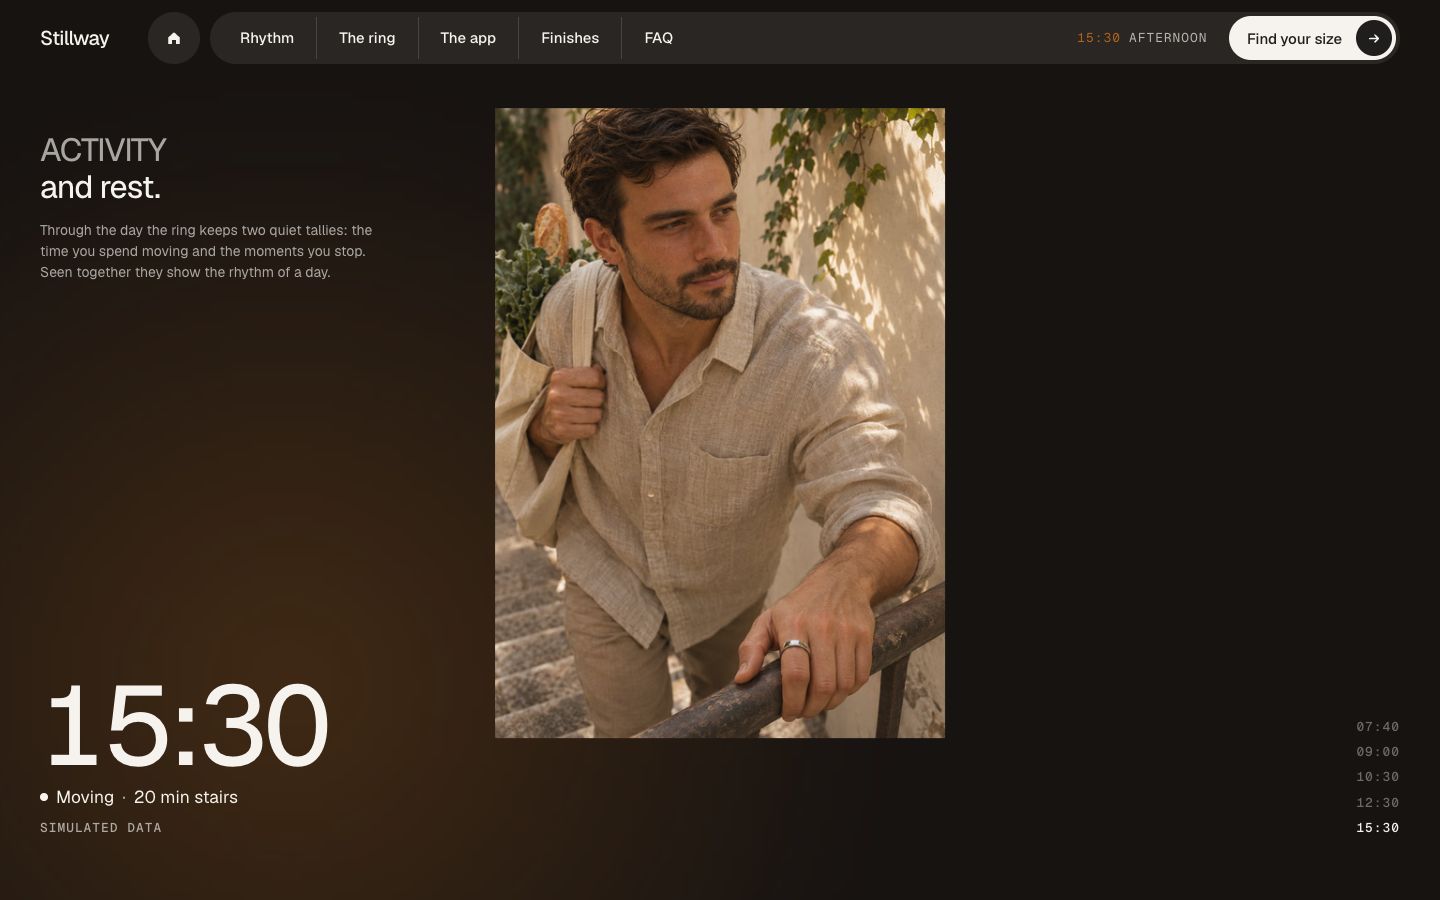 Stillway
Rhythm
The ring
The app
Finishes
FAQ
15:30 AFTERNOON
Find your size
ACTIVITY
and rest.
Through the day the ring keeps two quiet tallies: the
time you spend moving and the moments you stop.
Seen together they show the rhythm of a day.
15:30
Moving · 20 min stairs
SIMULATED DATA
07:40
09:00
10:30
12:30
15:30